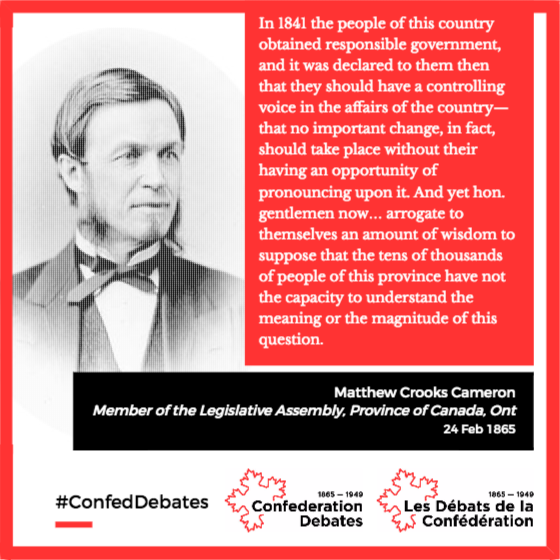 In 1841 the people of this country
obtained responsible government,
and it was declared to them then
that they should have a controlling
voice in the affairs of the country—
that no important change, in fact,
should take place without their
having an opportunity of
pronouncing upon it. And yet hon.
gentlemen now... arrogate to
themselves an amount of wisdom to
suppose that the tens of thousands
of people of this province have not
the capacity to understand the
meaning or the magnitude of this
question.
Matthew Crooks Cameron
Member of the Legislative Assembly, Province of Canada, Ont
24 Feb 1865
#ConfedDebates
1865 — 1949
Confederation
Debates
1865 — 1949
Les Débats de la
Confédération